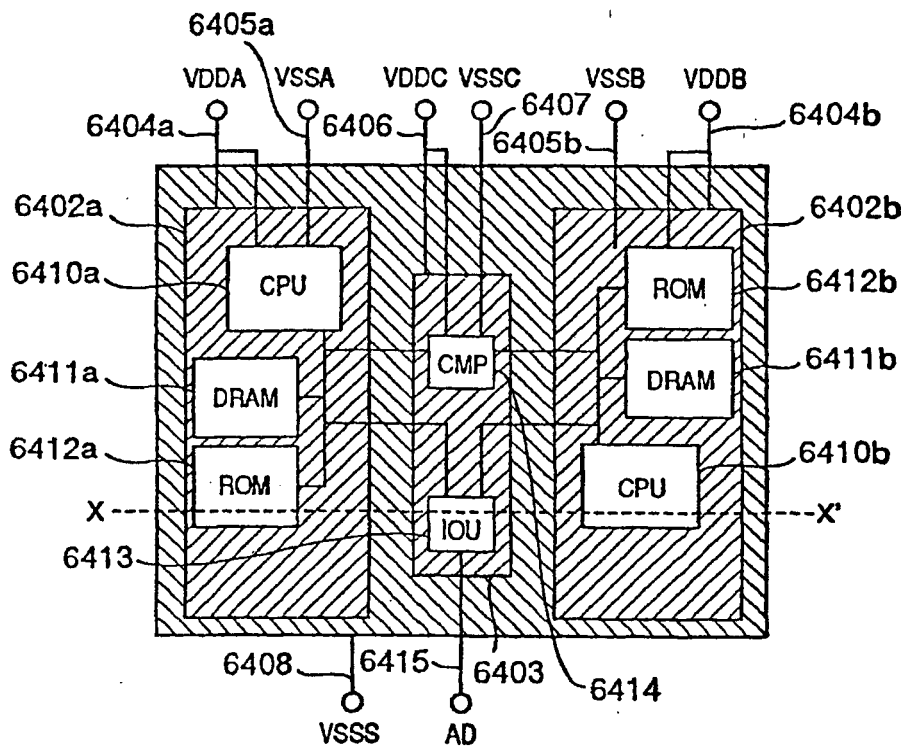 6405a
VDDA VSSA VDDC VSSC VSSB VDDB
6404a 6406 6407 6405b 6404b
6402a 6402b
6410a CPU ROM 6412b
CMP
6411a DRAM DRAM 6411b
6412a ROM CPU 6410b
X IOU X'
6413
6408 6415 6403 6414
VSSS AD